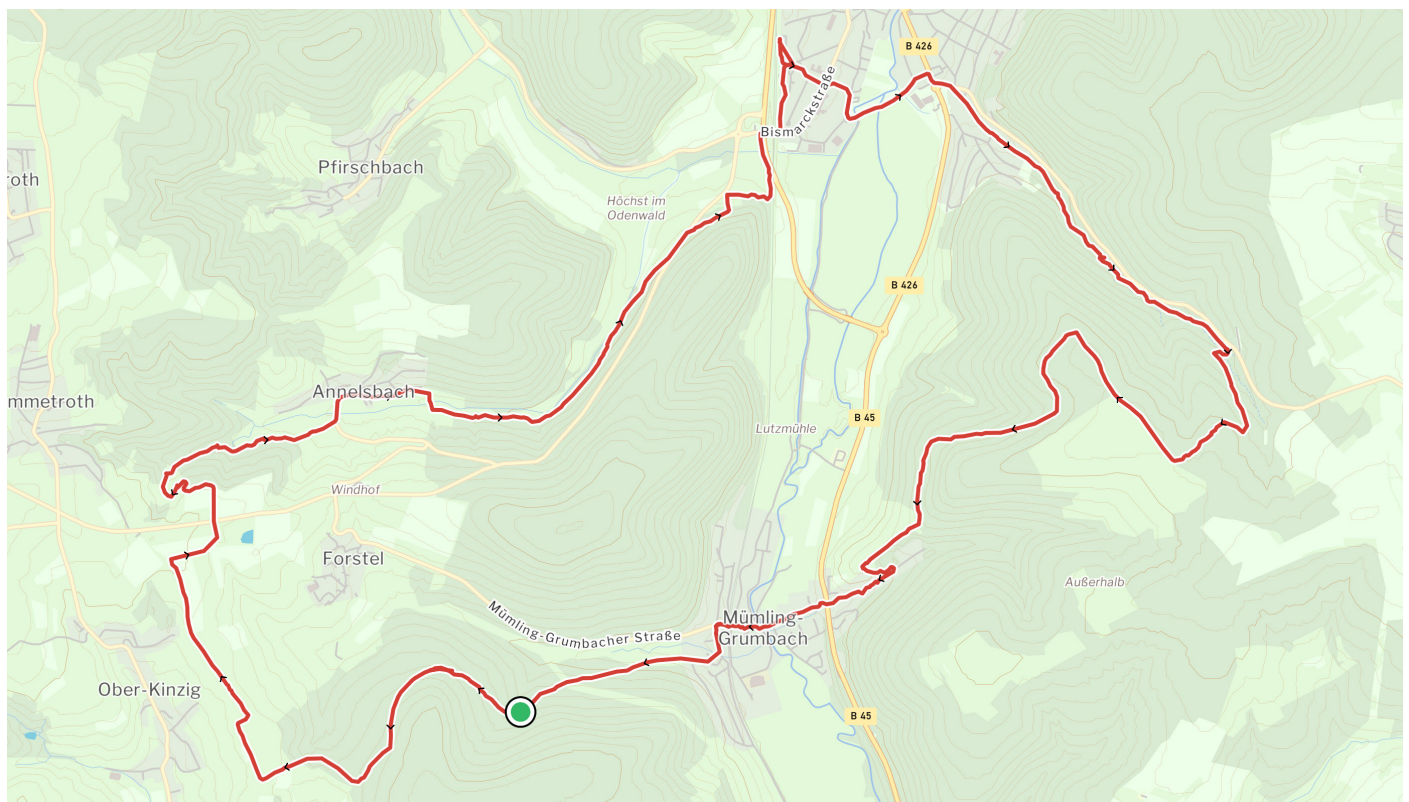 B 426
Bismarckstraße
Pfirschbach
roth
Höchst im
Odenwald
B 426
Annelsbach
mmetroth
B 45
Lutzmühle
Windhof
Forstel
Außerhalb
Mümling-
Grumbach
Mümling-Grumbacher Straße
Ober-Kinzig
B 45